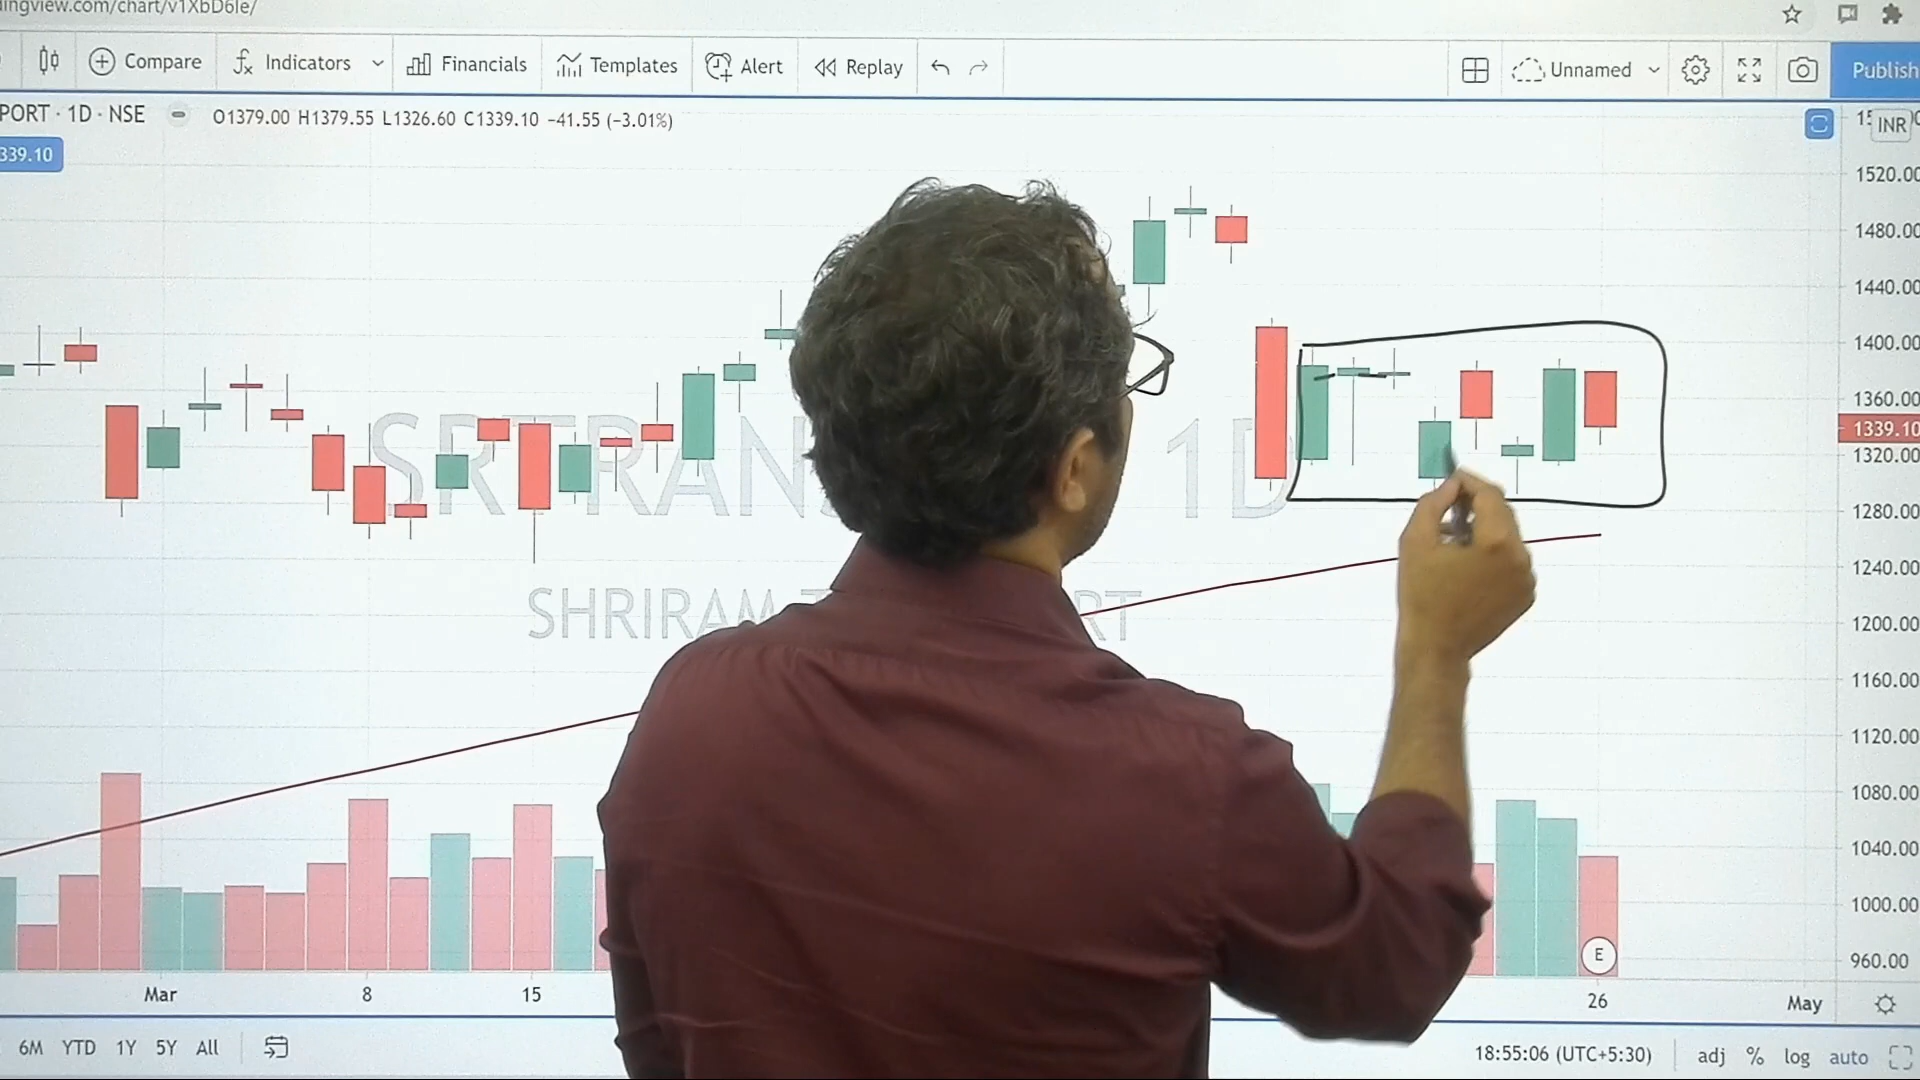 ingview.com/chart/v1XbD6Ie/
Compare Indicators Financials Templates Alert Replay Unnamed Publish
PORT · 1D · NSE O1379.00 H1379.55 L1326.60 C1339.10 −41.55 (−3.01%)
INR
339.10
1520.00
1480.00
1440.00
1400.00
1360.00
1339.10
1320.00
1280.00
1240.00
1200.00
1160.00
1120.00
1080.00
1040.00
1000.00
960.00
SRTRAN 1D
SHRIRAM T RT
E
Mar 8 15 26 May
6M YTD 1Y 5Y All 18:55:06 (UTC+5:30) adj % log auto